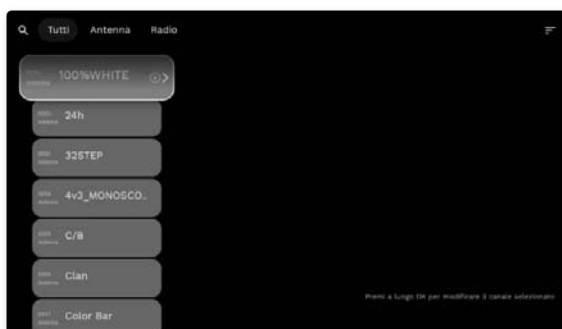 Tutti Antenna Radio
100%WHITE
24h
32STEP
4v3_MONOSCO..
C/B
Clan
Color Bar
Premi a lungo OK per modificare il canale selezionato